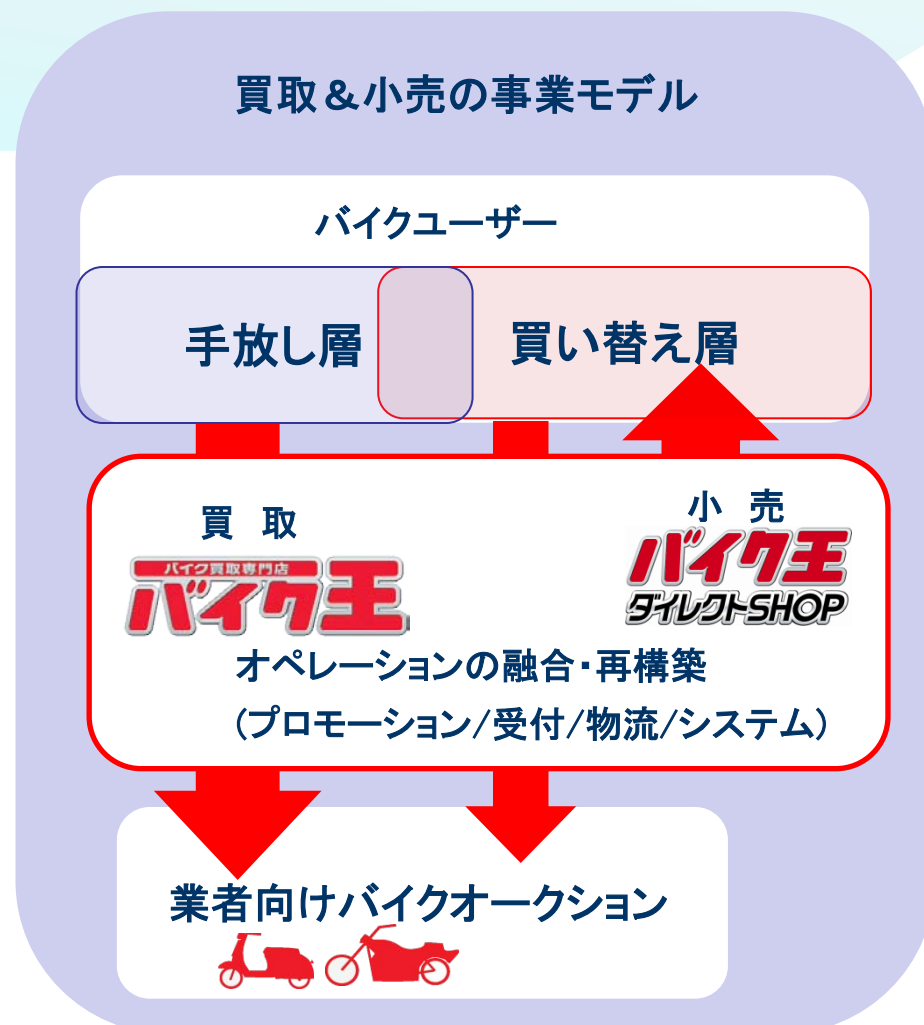 買取＆小売の事業モデル
バイクユーザー
手放し層
買い替え層
買 取
小 売
バイク買取専門店
バイク王
バイク王
ダイレクトSHOP
オペレーションの融合・再構築
(プロモーション/受付/物流/システム)
業者向けバイクオークション